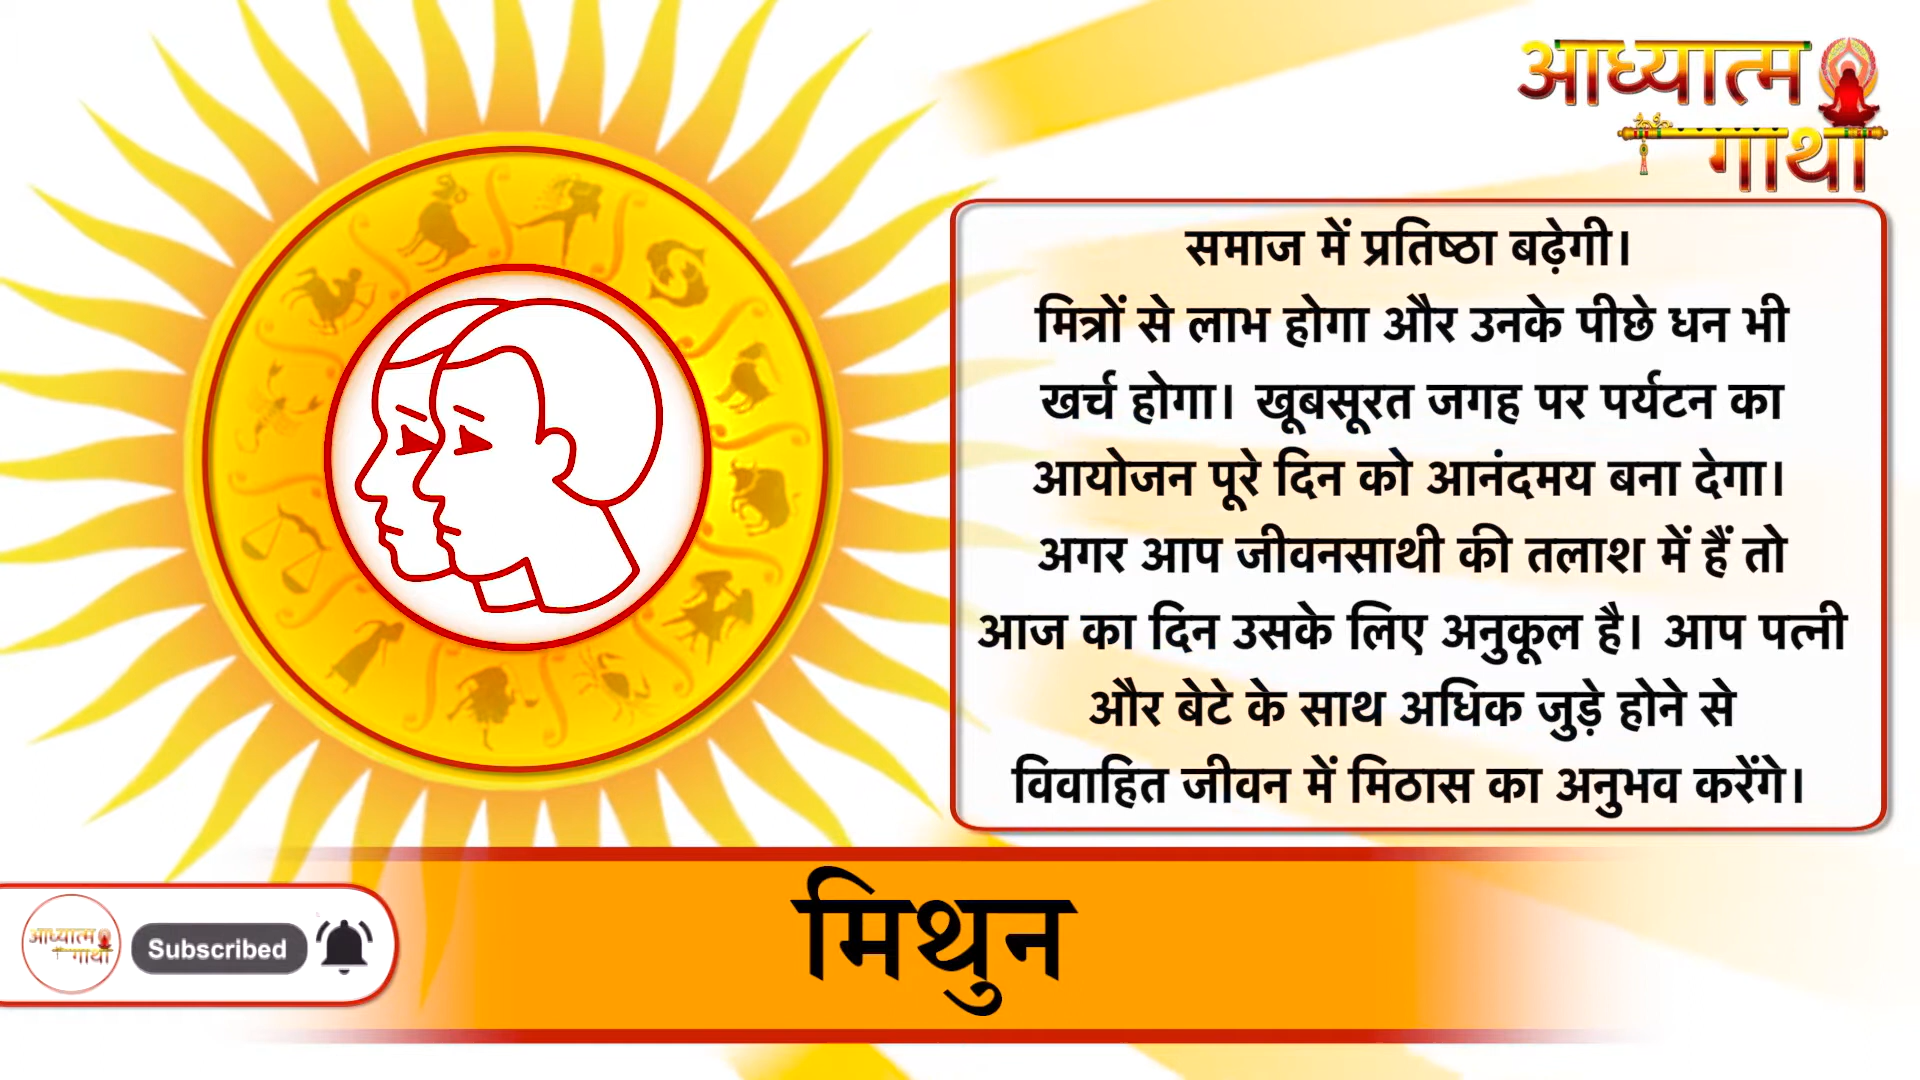 आध्यात्म
गाथा
समाज में प्रतिष्ठा बढ़ेगी।
मित्रों से लाभ होगा और उनके पीछे धन भी
खर्च होगा। खूबसूरत जगह पर पर्यटन का
आयोजन पूरे दिन को आनंदमय बना देगा।
अगर आप जीवनसाथी की तलाश में हैं तो
आज का दिन उसके लिए अनुकूल है। आप पत्नी
और बेटे के साथ अधिक जुड़े होने से
विवाहित जीवन में मिठास का अनुभव करेंगे।
मिथुन
आध्यात्म
गाथा
Subscribed